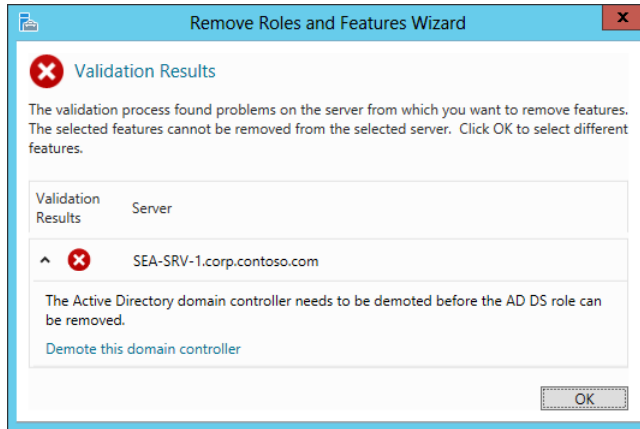 Remove Roles and Features Wizard
x
Validation Results
The validation process found problems on the server from which you want to remove features.
The selected features cannot be removed from the selected server.  Click OK to select different
features.
Validation
Results
Server
SEA-SRV-1.corp.contoso.com
The Active Directory domain controller needs to be demoted before the AD DS role can
be removed.
Demote this domain controller
OK